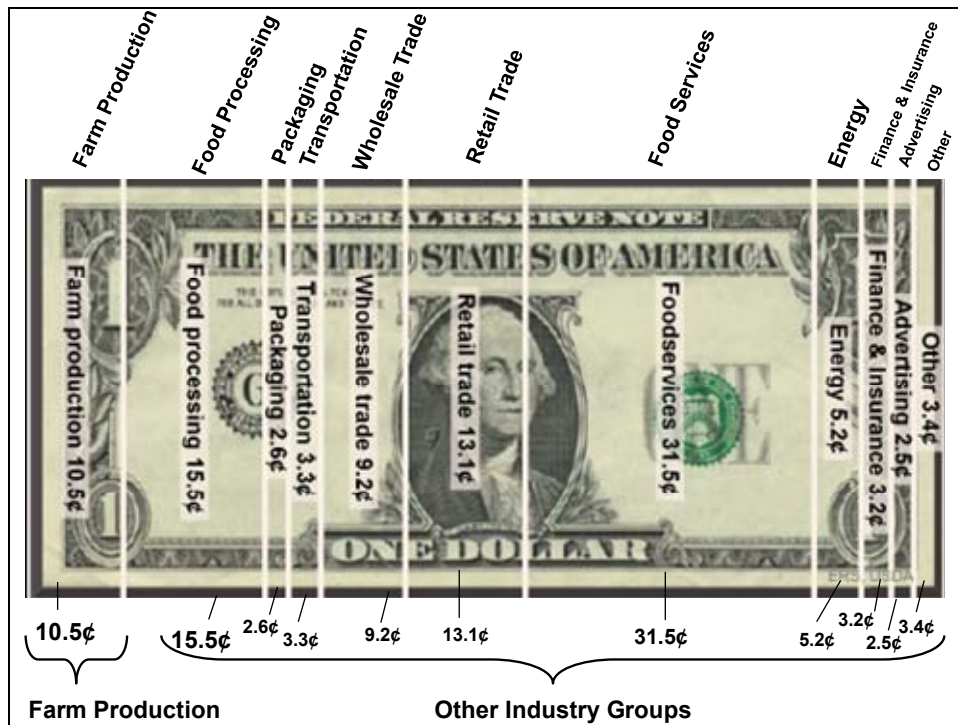 Farm Production
Food Processing
Packaging
Transportation
Wholesale Trade
Retail Trade
Food Services
Energy
Finance & Insurance
Advertising
Other
FEDERAL RESERVE NOTE
THE UNITED STATES OF AMERICA
Farm production 10.5¢
Food processing 15.5¢
Packaging 2.6¢
Transportation 3.3¢
Wholesale trade 9.2¢
Retail trade 13.1¢
Foodservices 31.5¢
Energy 5.2¢
Finance & Insurance 3.2¢
Advertising 2.5¢
Other 3.4¢
1
1
ONE DOLLAR
ERS, USDA
10.5¢
15.5¢
2.6¢
3.3¢
9.2¢
13.1¢
31.5¢
5.2¢
3.2¢
2.5¢
3.4¢
Farm Production
Other Industry Groups